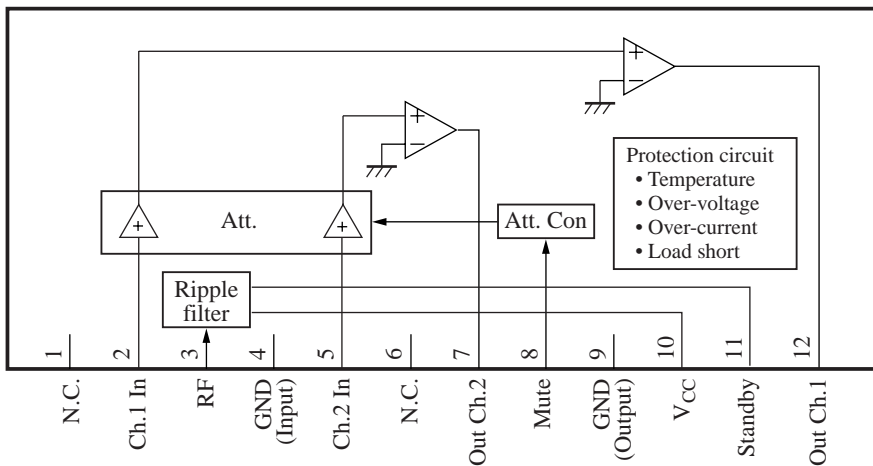 +
−
+
−
Protection circuit
• Temperature
• Over-voltage
• Over-current
• Load short
+
Att.
+
Att. Con
Ripple
filter
1
2
3
4
5
6
7
8
9
10
11
12
N.C.
Ch.1 In
RF
GND
(Input)
Ch.2 In
N.C.
Out Ch.2
Mute
GND
(Output)
VCC
Standby
Out Ch.1